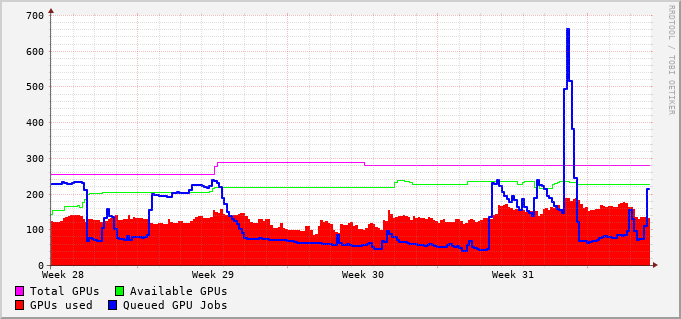 700
600
500
400
300
200
100
0
Week 28 Week 29 Week 30 Week 31
Total GPUs Available GPUs
GPUs used Queued GPU Jobs
RRDTOOL / TOBI OETIKER